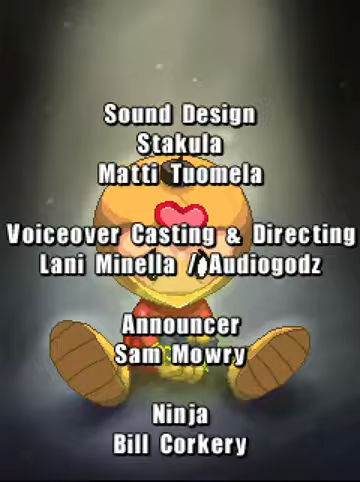 Sound Design
Stakula
Matti Tuomela
Voiceover Casting & Directing
Lani Minella // Audiogodz
Announcer
Sam Mowry
Ninja
Bill Corkery